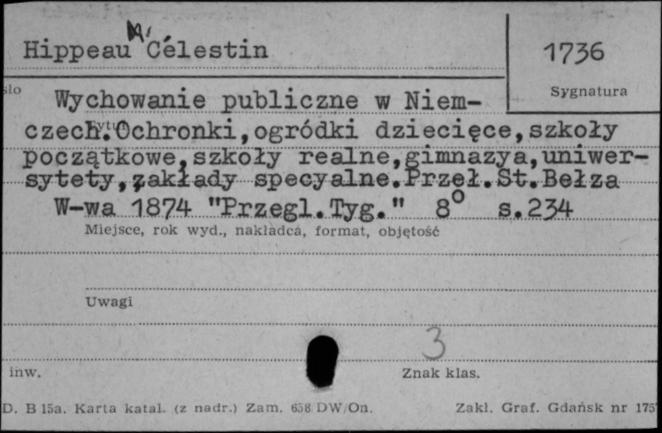 Hippeau M. Célestin
1736
sło
Sygnatura
Wychowanie publiczne w Niem-
czech. Ochronki, ogródki dziecięce, szkoły
początkowe, szkoły realne, gimnazya, uniwer-
sytety, zakłady specyalne. Przeł. St. Bełza
W-wa 1874 "Przegl. Tyg." 8° s. 234
Miejsce, rok wyd., nakładca, format, objętość
Uwagi
3
inw.
Znak klas.
D. B 15a. Karta katal. (z nadr.) Zam. 658 DW/On.
Zakl. Graf. Gdańsk nr 175